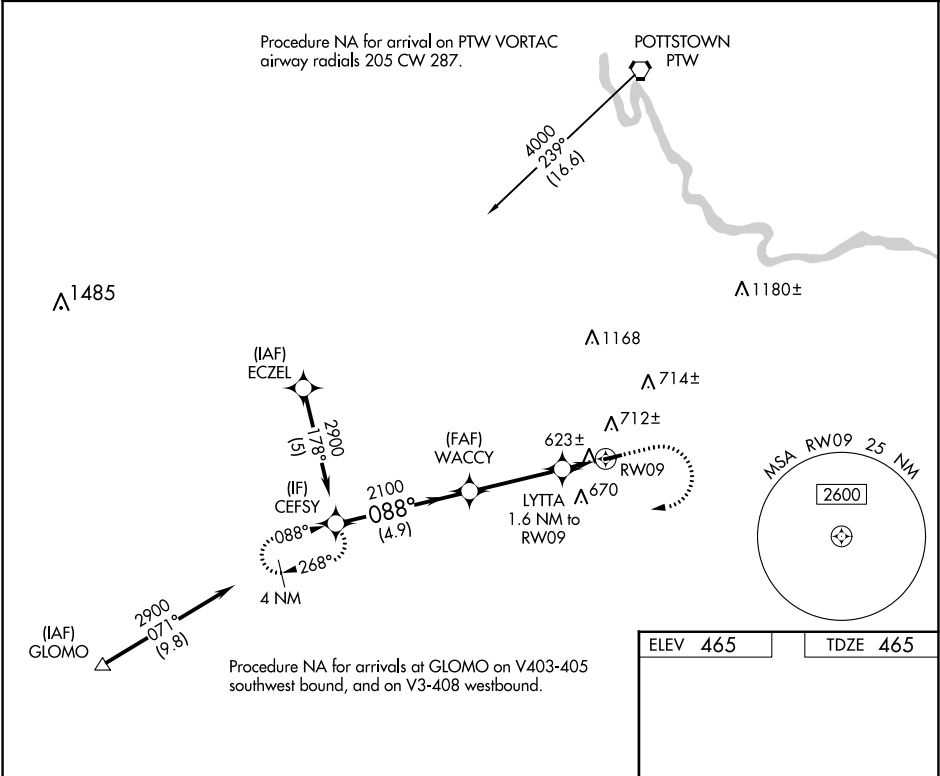 Procedure NA for arrival on PTW VORTAC
airway radials 205 CW 287.
POTTSTOWN
PTW
4000
239°
(16.6)
1485
1180±
1168
(IAF)
ECZEL
714±
2900
178°
(5)
712±
(FAF)
WACCY
623±
RW09
MSA RW09 25 NM
2600
(IF)
CEFSY
2100
088°
(4.9)
LYTTA
1.6 NM to
RW09
670
088°
268°
4 NM
2900
071°
(9.8)
(IAF)
GLOMO
Procedure NA for arrivals at GLOMO on V403-405
southwest bound, and on V3-408 westbound.
ELEV 465
TDZE 465